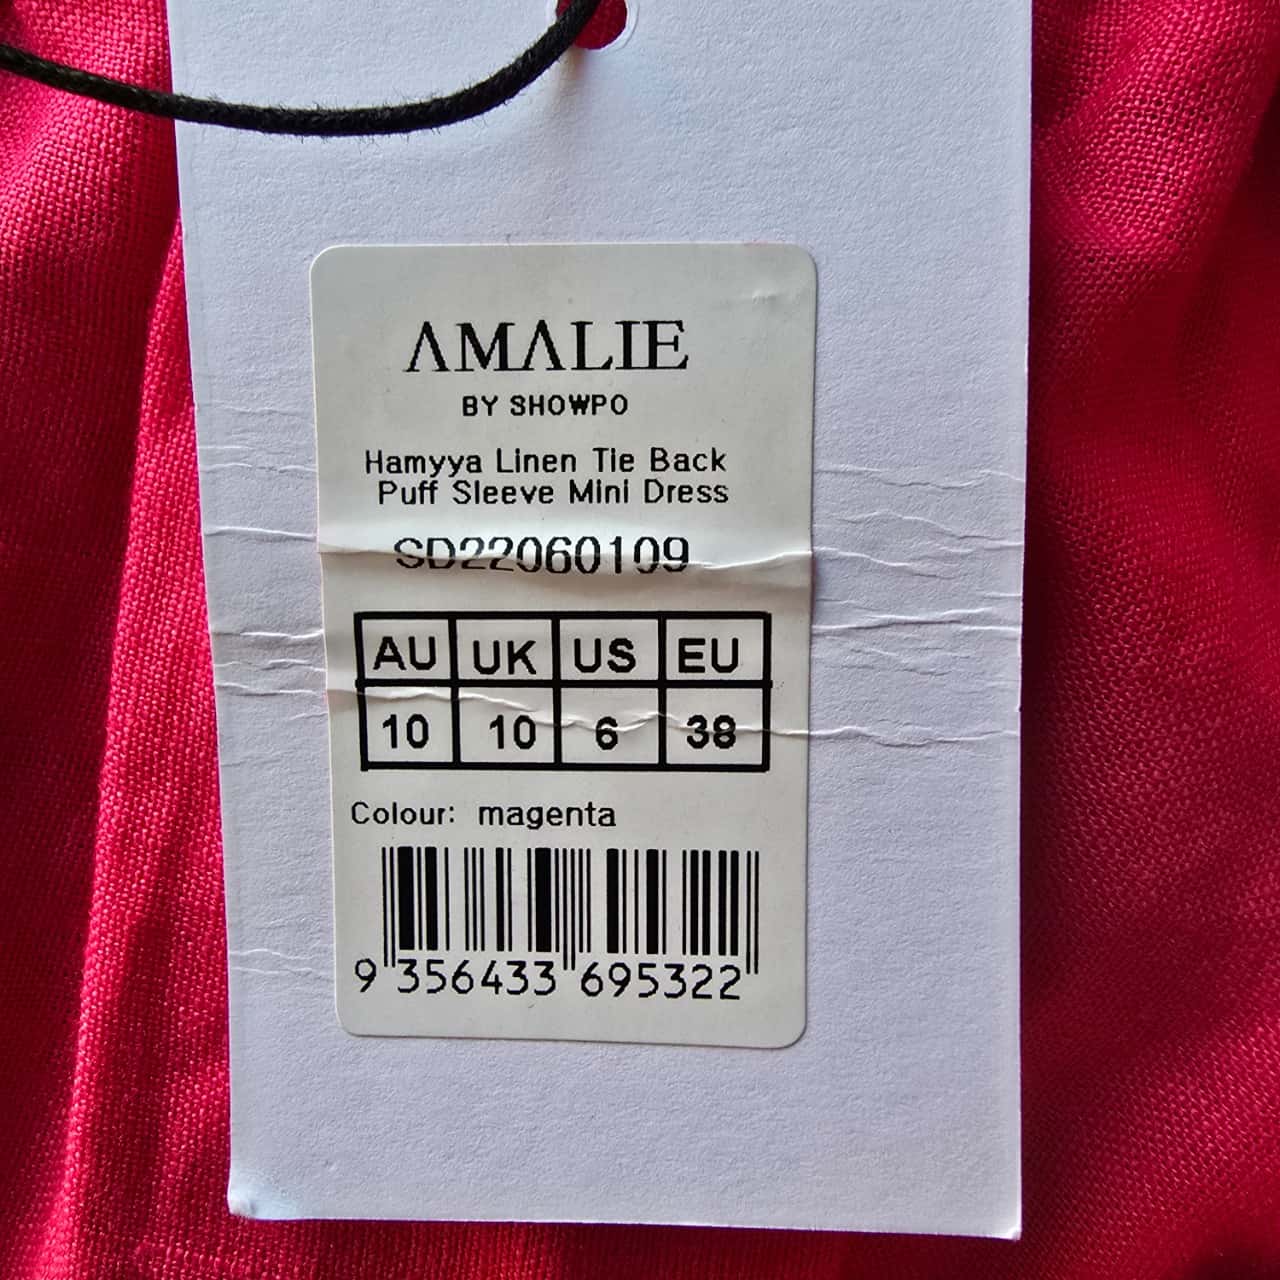 AMALIE
BY SHOWPO
Hamyya Linen Tie Back
Puff Sleeve Mini Dress
SD22060109
AU UK US EU
10 10 6 38
Colour: magenta
9 356433 695322